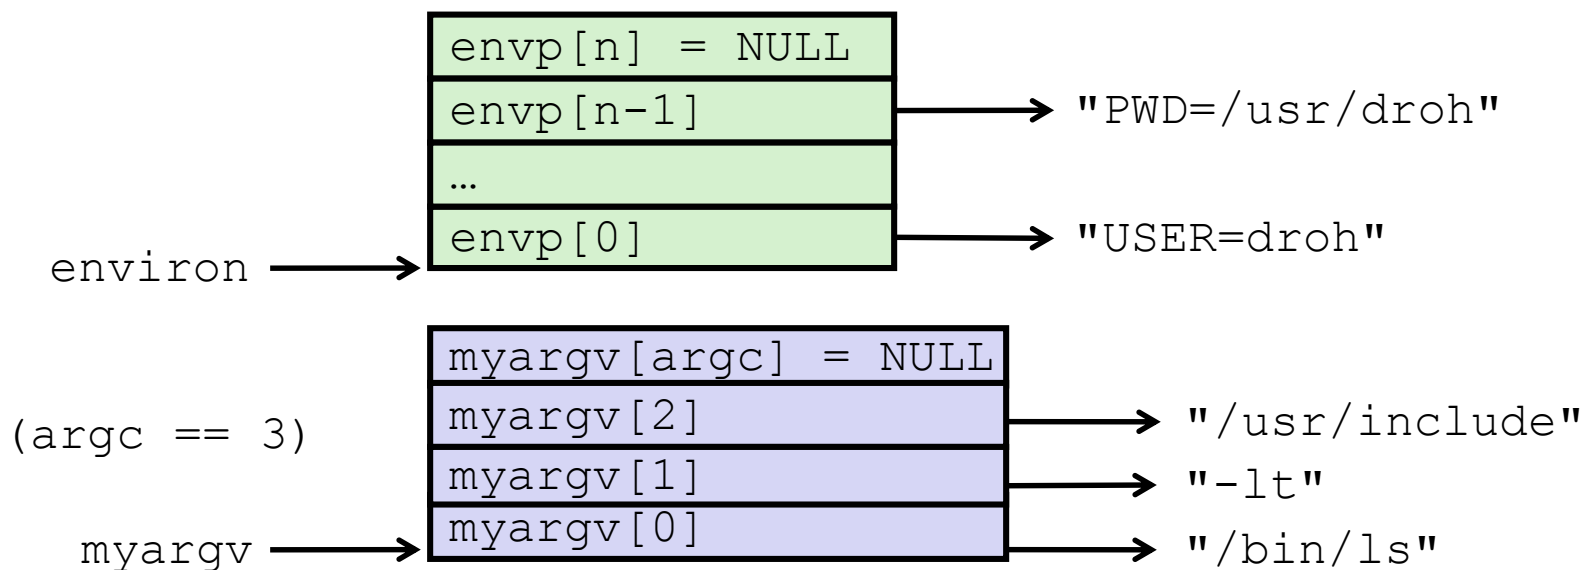 envp[n] = NULL
envp[n-1] "PWD=/usr/droh"
…
envp[0] "USER=droh"
environ
myargv[argc] = NULL
(argc == 3) myargv[2] "/usr/include"
myargv[1] "-lt"
myargv myargv[0] "/bin/ls"